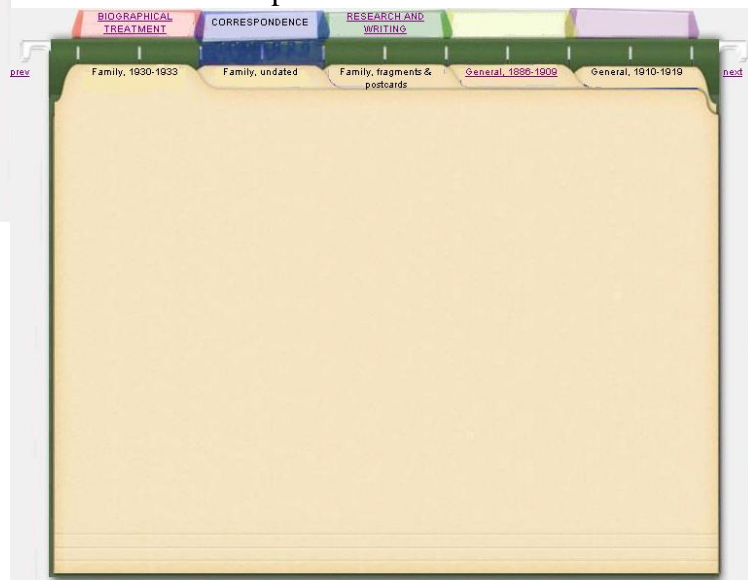 BIOGRAPHICAL
TREATMENT
CORRESPONDENCE
RESEARCH AND
WRITING
prev
Family, 1930-1933
Family, undated
Family, fragments &
postcards
General, 1886-1909
General, 1910-1919
next